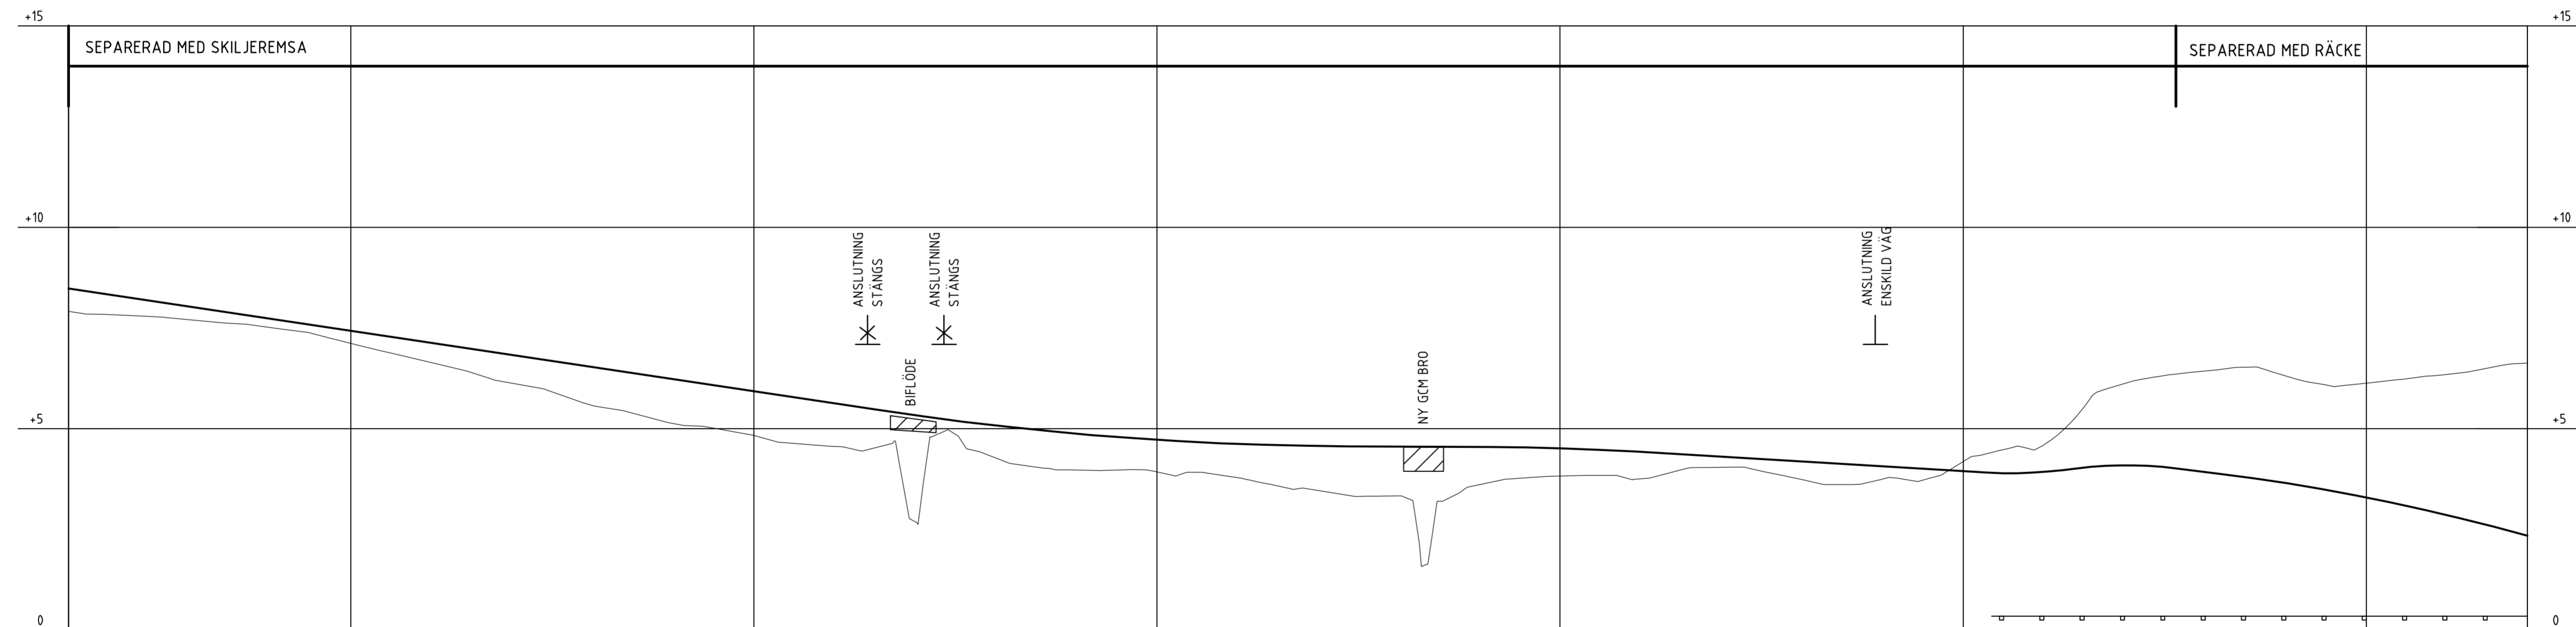 +15
+15
SEPARERAD MED SKILJEREMSA
SEPARERAD MED RÄCKE
+10
+10
ANSLUTNING
STÄNGS
ANSLUTNING
STÄNGS
ANSLUTNING
ENSKILD VÄG
BIFLÖDE
NY GCM BRO
+5
+5
0
0